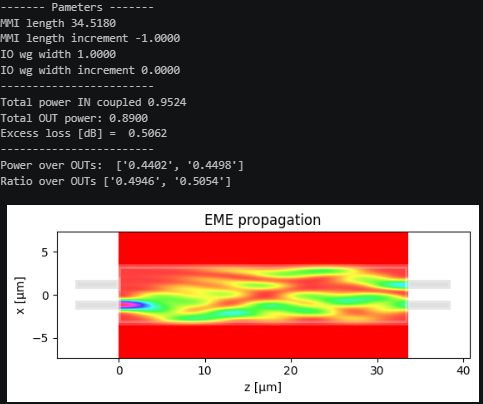 ------- Pameters -------
MMI length 34.5180
MMI length increment -1.0000
IO wg width 1.0000
IO wg width increment 0.0000
------------------------
Total power IN coupled 0.9524
Total OUT power: 0.8900
Excess loss [dB] =  0.5062
------------------------
Power over OUTs:  ['0.4402', '0.4498']
Ratio over OUTs ['0.4946', '0.5054']
EME propagation
x [µm]
5
0
−5
0
10
20
30
40
z [µm]